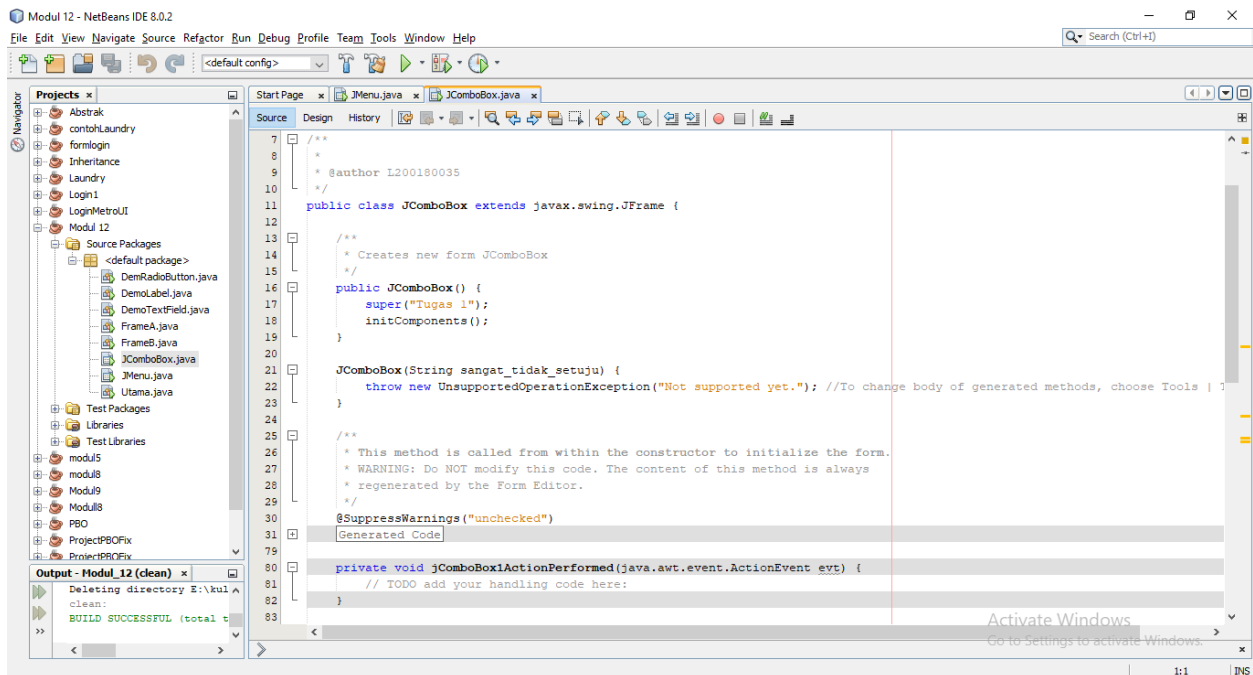 Modul 12 - NetBeans IDE 8.0.2
File Edit View Navigate Source Refactor Run Debug Profile Team Tools Window Help
Search (Ctrl+I)
<default config>
Navigator
Projects
Abstrak
contohLaundry
formlogin
Inheritance
Laundry
Login1
LoginMetroUI
Modul 12
Source Packages
<default package>
DemRadioButton.java
DemoLabel.java
DemoTextField.java
FrameA.java
FrameB.java
JComboBox.java
JMenu.java
Utama.java
Test Packages
Libraries
Test Libraries
modul5
modul8
Modul9
Modull8
PBO
ProjectPBOFix
ProjectPBOFix
Output - Modul_12 (clean)
Deleting directory E:\kul
clean:
BUILD SUCCESSFUL (total t
Start Page JMenu.java JComboBox.java
Source Design History
7 /**
8 *
9 * @author L200180035
10 */
11 public class JComboBox extends javax.swing.JFrame {
12
13 /**
14 * Creates new form JComboBox
15 */
16 public JComboBox() {
17 super("Tugas 1");
18 initComponents();
19 }
20
21 JComboBox(String sangat_tidak_setuju) {
22 throw new UnsupportedOperationException("Not supported yet."); //To change body of generated methods, choose Tools |
23 }
24
25 /**
26 * This method is called from within the constructor to initialize the form.
27 * WARNING: Do NOT modify this code. The content of this method is always
28 * regenerated by the Form Editor.
29 */
30 @SuppressWarnings("unchecked")
31 Generated Code
79
80 private void jComboBox1ActionPerformed(java.awt.event.ActionEvent evt) {
81 // TODO add your handling code here:
82 }
83
Activate Windows
Go to Settings to activate Windows.
1:1 INS